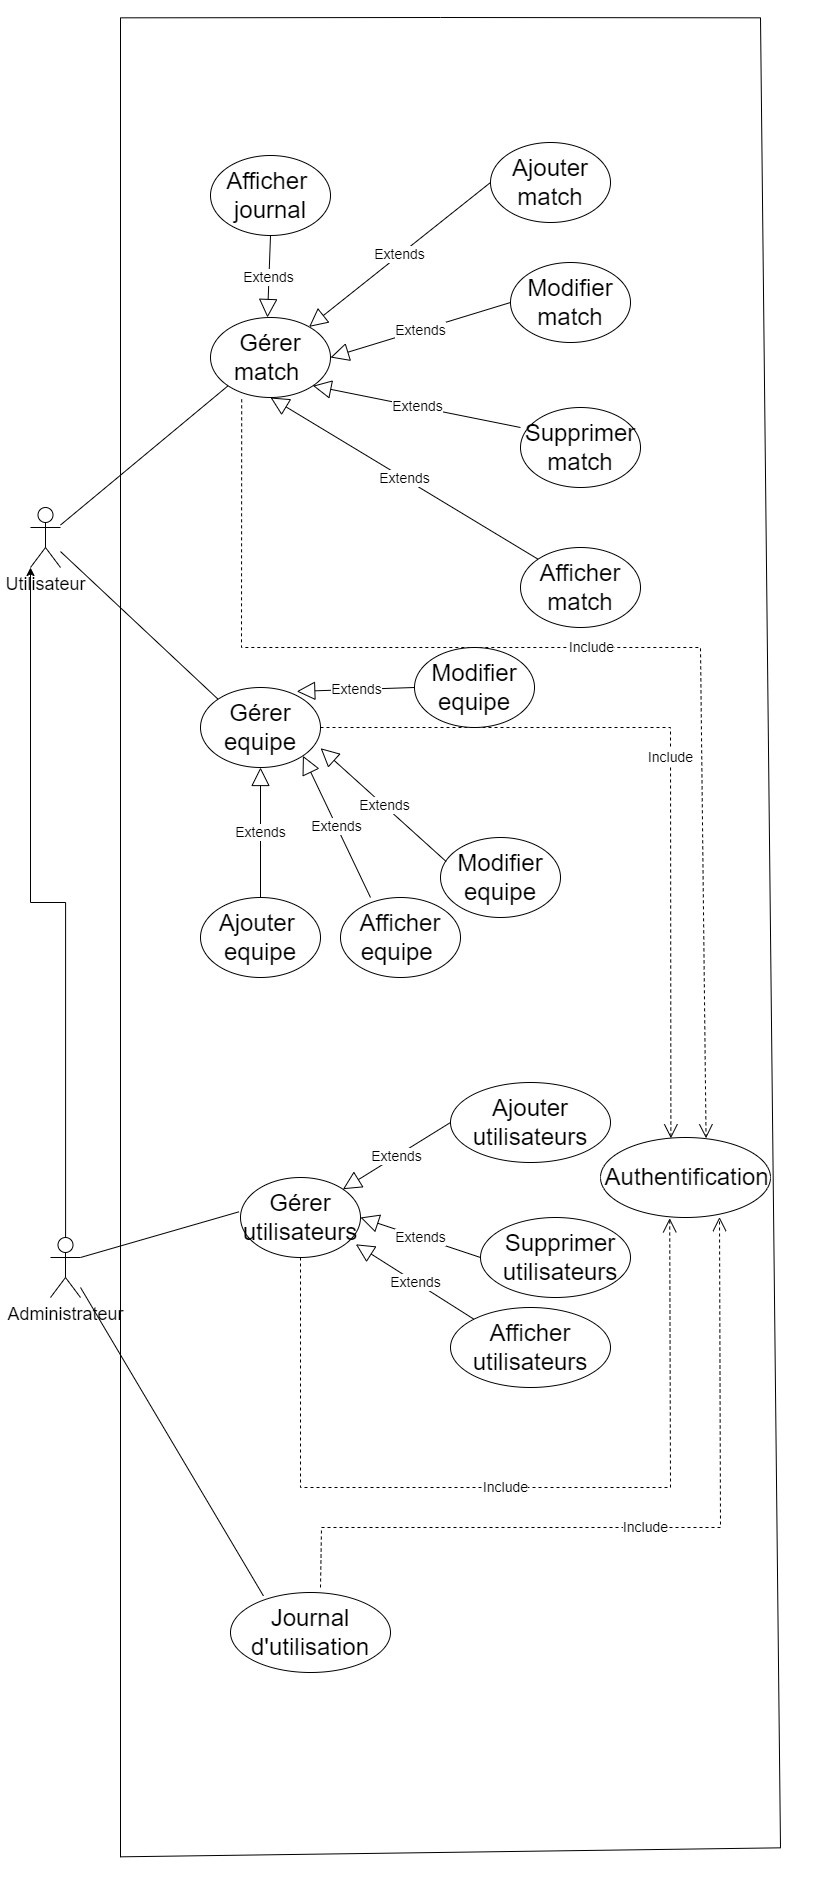 Afficher
journal
Ajouter
match
Extends
Extends
Modifier
match
Extends
Gérer
match
Extends
Supprimer
match
Extends
Afficher
match
Utilisateur
Include
Modifier
equipe
Extends
Gérer
equipe
Include
Extends
Extends
Extends
Modifier
equipe
Ajouter
equipe
Afficher
equipe
Ajouter
utilisateurs
Extends
Authentification
Gérer
utilisateurs
Extends
Supprimer
utilisateurs
Extends
Administrateur
Afficher
utilisateurs
Include
Include
Journal
d'utilisation